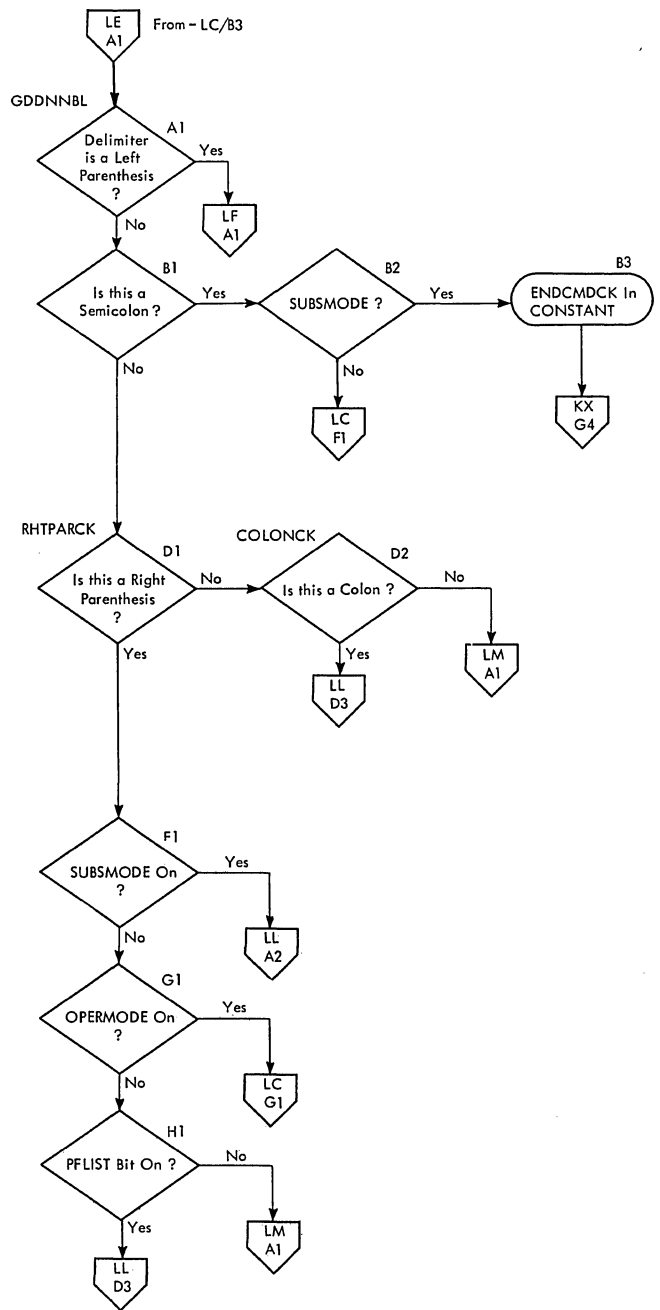 LE
A1
From - LC/B3
GDDNNBL
A1
Delimiter
is a Left
Parenthesis
?
Yes
LF
A1
No
B1
Is this a
Semicolon ?
Yes
B2
SUBSMODE ?
Yes
B3
ENDCMDCK In
CONSTANT
No
No
LC
F1
KX
G4
RHTPARCK
D1
Is this a Right
Parenthesis
?
No
COLONCK
D2
Is this a Colon ?
No
Yes
Yes
LL
D3
LM
A1
F1
SUBSMODE On
?
Yes
LL
A2
No
G1
OPERMODE On
?
Yes
LC
G1
No
H1
PFLIST Bit On ?
No
LM
A1
Yes
LL
D3